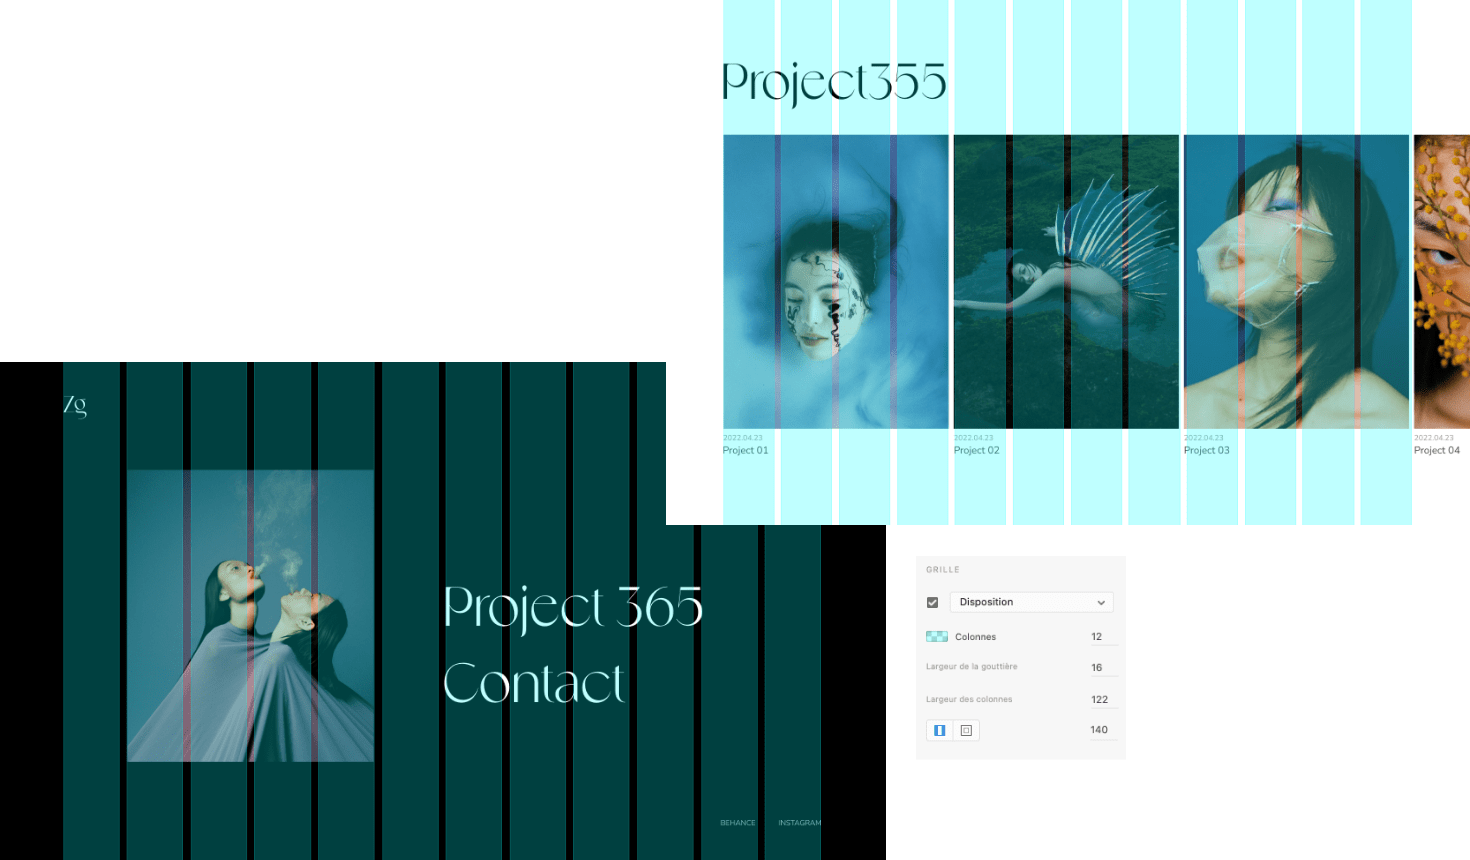 Project355
2022.04.23
Project 01
2022.04.23
Project 02
2022.04.23
Project 03
2022.04.23
Project 04
Zg
Project 365
Contact
BEHANCE
INSTAGRAM
GRILLE
Disposition
Colonnes 12
Largeur de la gouttière 16
Largeur des colonnes 122
140